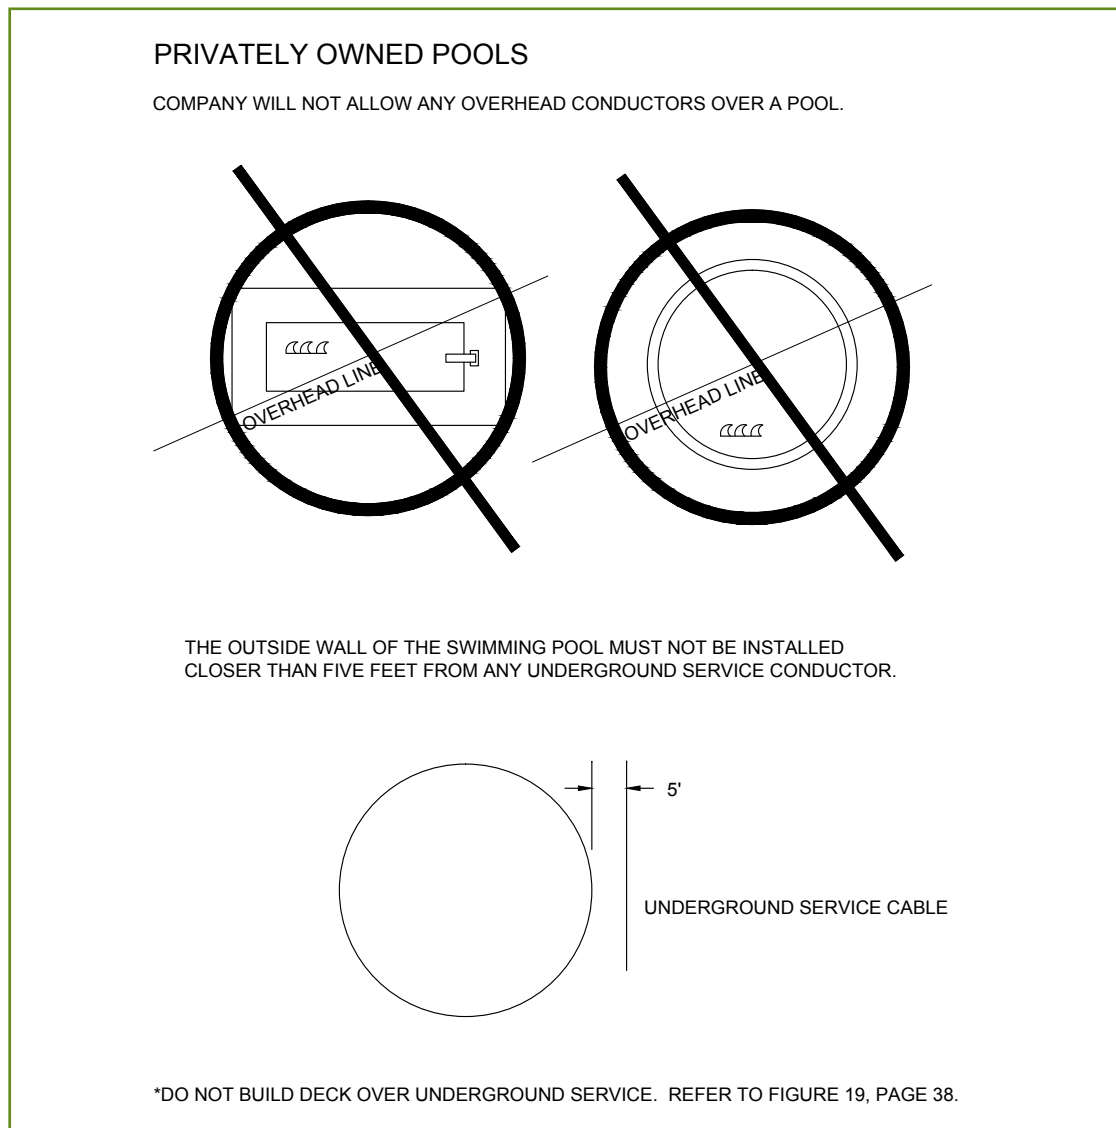 PRIVATELY OWNED POOLS
COMPANY WILL NOT ALLOW ANY OVERHEAD CONDUCTORS OVER A POOL.
OVERHEAD LINE
OVERHEAD LINE
THE OUTSIDE WALL OF THE SWIMMING POOL MUST NOT BE INSTALLED
CLOSER THAN FIVE FEET FROM ANY UNDERGROUND SERVICE CONDUCTOR.
5'
UNDERGROUND SERVICE CABLE
*DO NOT BUILD DECK OVER UNDERGROUND SERVICE.  REFER TO FIGURE 19, PAGE 38.